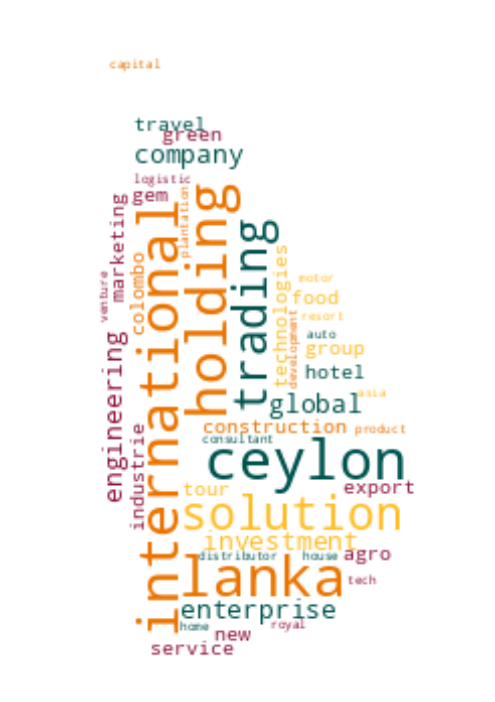 capital
travel
green
company
logistic
gem
plantation
marketing
international
holding
trading
colombo
venture
technologies
motor
food
resort
development
auto
group
engineering
hotel
asia
global
industrie
construction
product
consultant
ceylon
tour
export
solution
investment
distributor
house
agro
lanka
tech
enterprise
home
royal
new
service